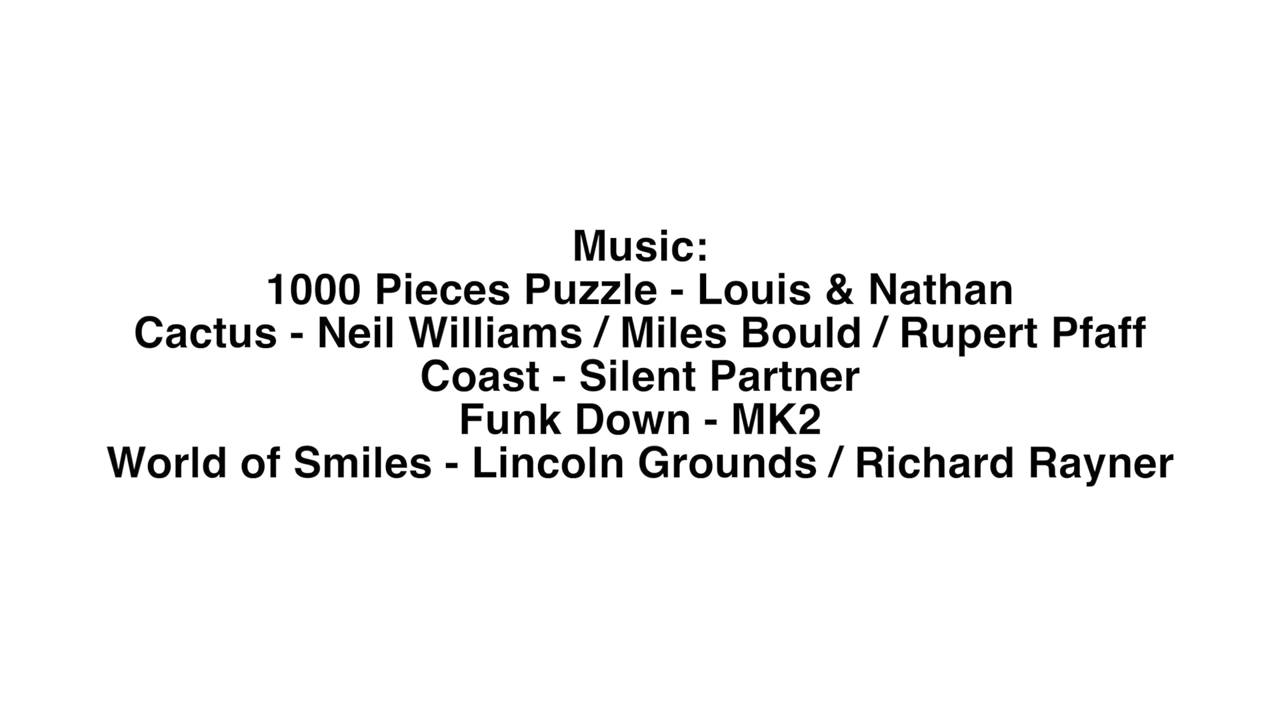 Music:
1000 Pieces Puzzle - Louis & Nathan
Cactus - Neil Williams / Miles Bould / Rupert Pfaff
Coast - Silent Partner
Funk Down - MK2
World of Smiles - Lincoln Grounds / Richard Rayner